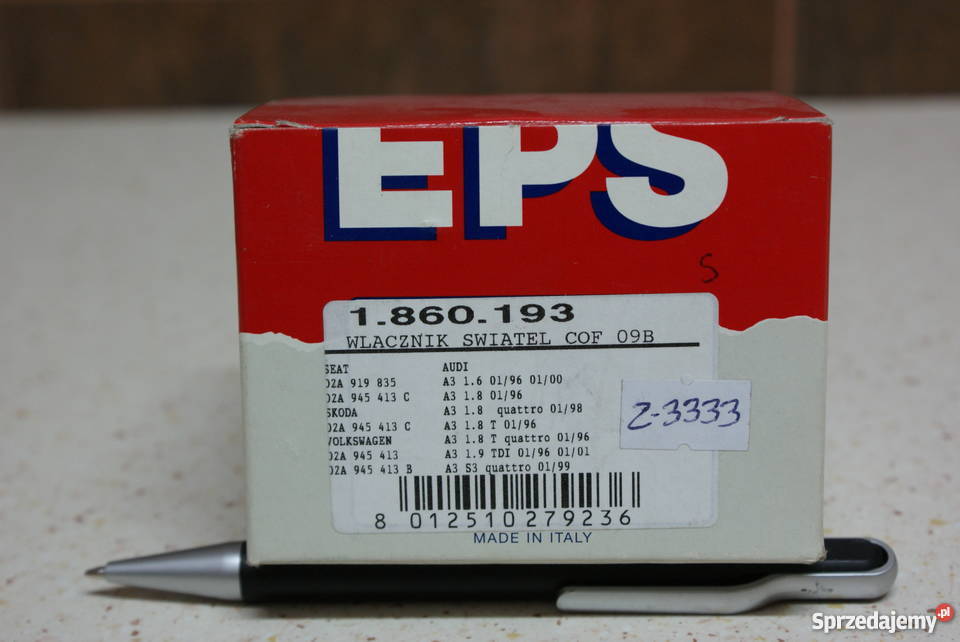 EPS
S
1.860.193
WLACZNIK SWIATEL COF 09B
SEAT
02A 919 835
02A 945 413 C
SKODA
02A 945 413 C
VOLKSWAGEN
02A 945 413
02A 945 413 B
AUDI
A3 1.6 01/96 01/00
A3 1.8 01/96
A3 1.8 quattro 01/98
A3 1.8 T 01/96
A3 1.8 T quattro 01/96
A3 1.9 TDI 01/96 01/01
A3 S3 quattro 01/99
Z-3333
8 012510 279236
MADE IN ITALY
Sprzedajemy.pl